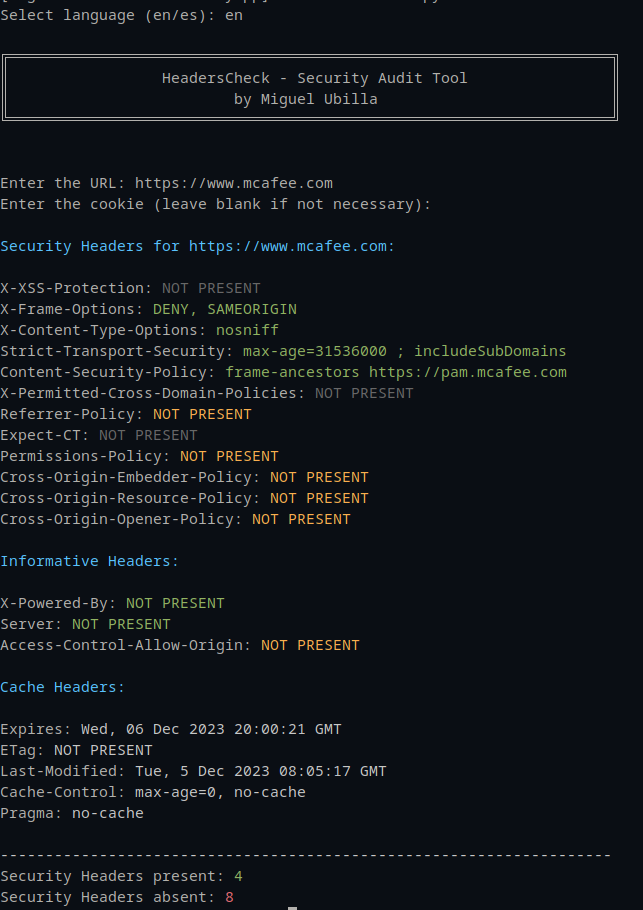 Select language (en/es): en
HeadersCheck - Security Audit Tool
by Miguel Ubilla
Enter the URL: https://www.mcafee.com
Enter the cookie (leave blank if not necessary):
Security Headers for https://www.mcafee.com:
X-XSS-Protection: NOT PRESENT
X-Frame-Options: DENY, SAMEORIGIN
X-Content-Type-Options: nosniff
Strict-Transport-Security: max-age=31536000 ; includeSubDomains
Content-Security-Policy: frame-ancestors https://pam.mcafee.com
X-Permitted-Cross-Domain-Policies: NOT PRESENT
Referrer-Policy: NOT PRESENT
Expect-CT: NOT PRESENT
Permissions-Policy: NOT PRESENT
Cross-Origin-Embedder-Policy: NOT PRESENT
Cross-Origin-Resource-Policy: NOT PRESENT
Cross-Origin-Opener-Policy: NOT PRESENT
Informative Headers:
X-Powered-By: NOT PRESENT
Server: NOT PRESENT
Access-Control-Allow-Origin: NOT PRESENT
Cache Headers:
Expires: Wed, 06 Dec 2023 20:00:21 GMT
ETag: NOT PRESENT
Last-Modified: Tue, 5 Dec 2023 08:05:17 GMT
Cache-Control: max-age=0, no-cache
Pragma: no-cache
--------------------------------------------------------------------
Security Headers present: 4
Security Headers absent: 8